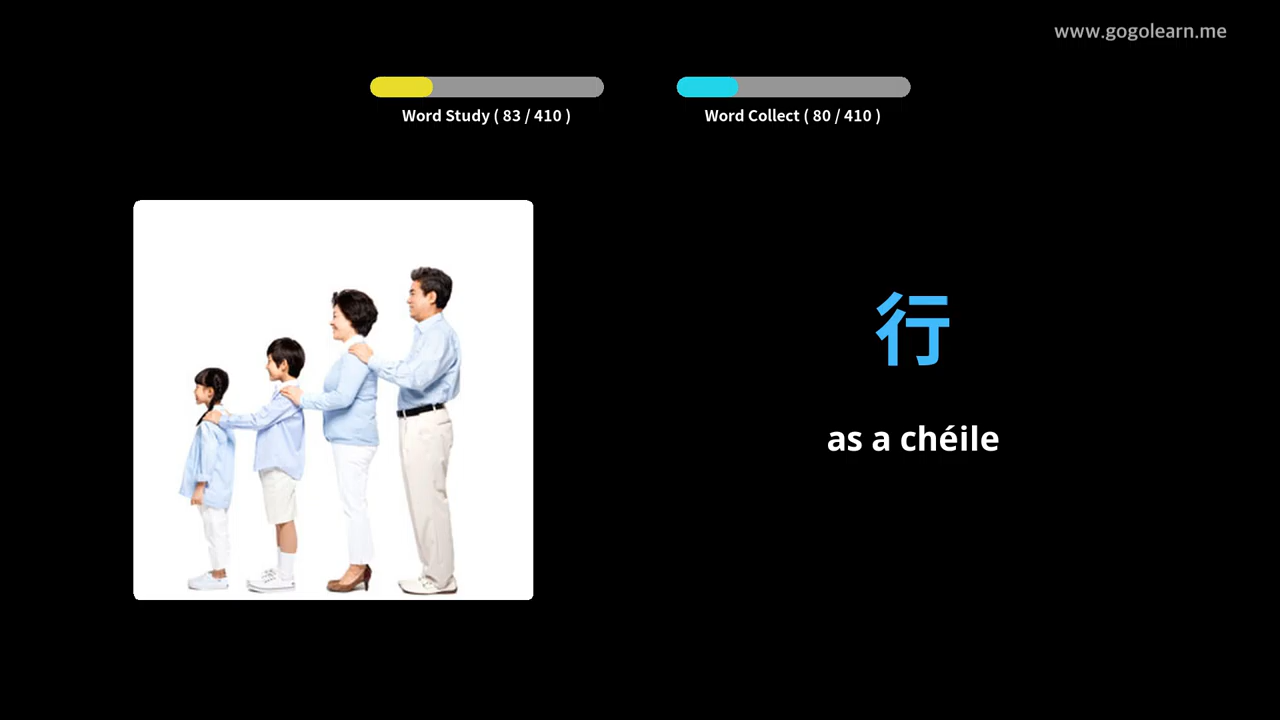 www.gogolearn.me
Word Study ( 83 / 410 )
Word Collect ( 80 / 410 )
行
as a chéile